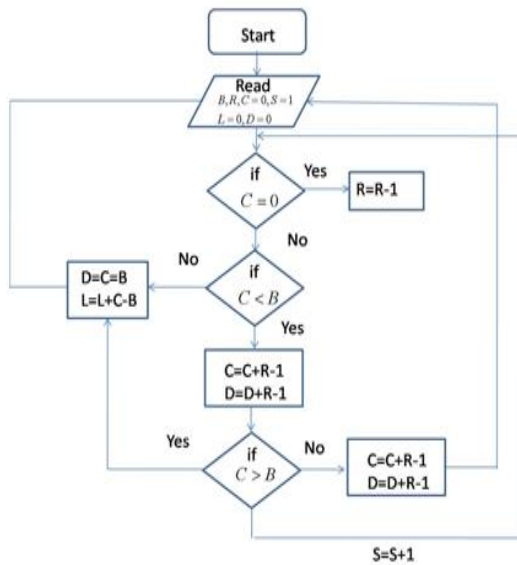 Start
Read
B,R,C=0,S=1
L=0,D=0
if
C=0
Yes
R=R-1
No
if
C<B
No
D=C=B
L=L+C-B
Yes
C=C+R-1
D=D+R-1
if
C>B
Yes
No
C=C+R-1
D=D+R-1
S=S+1